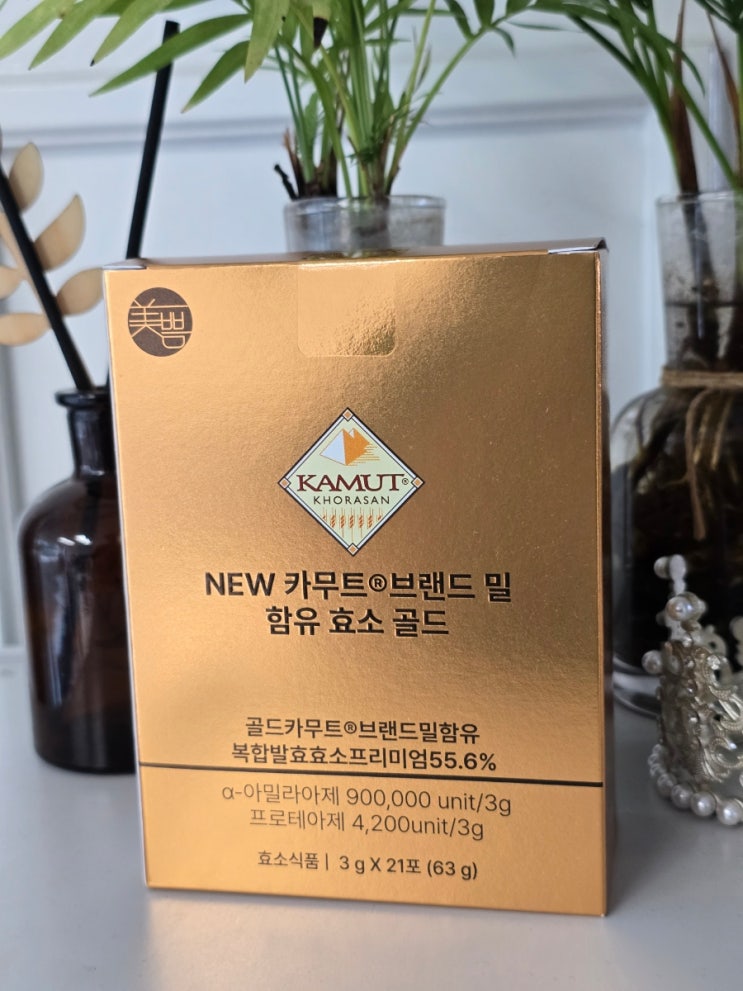 美쁨
KAMUT®
KHORASAN
NEW 카무트®브랜드 밀
함유 효소 골드
골드카무트®브랜드밀함유
복합발효효소프리미엄55.6%
α-아밀라아제 900,000 unit/3g
프로테아제 4,200unit/3g
효소식품 | 3 g X 21포 (63 g)